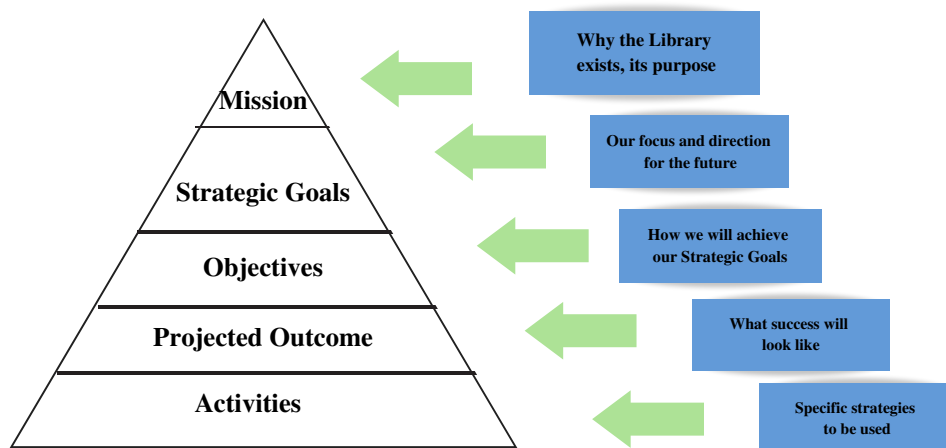 Mission
Why the Library
exists, its purpose
Strategic Goals
Our focus and direction
for the future
Objectives
How we will achieve
our Strategic Goals
Projected Outcome
What success will
look like
Activities
Specific strategies
to be used